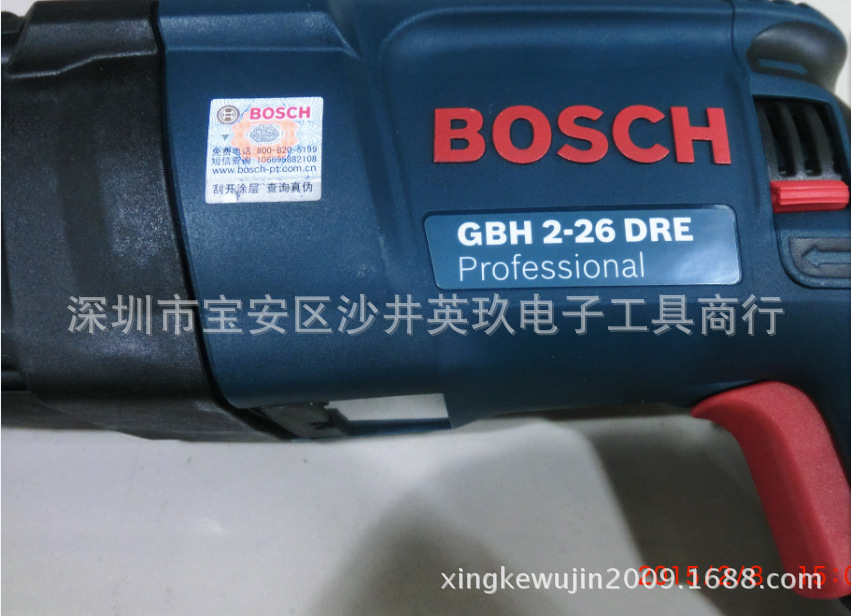 BOSCH
免费电话:800-820-8199
短信查询:106695882108
www.bosch-pt.com.cn
刮开涂层 查询真伪
BOSCH
GBH 2-26 DRE
Professional
深圳市宝安区沙井英玖电子工具商行
xingkewujin2009.1688.com